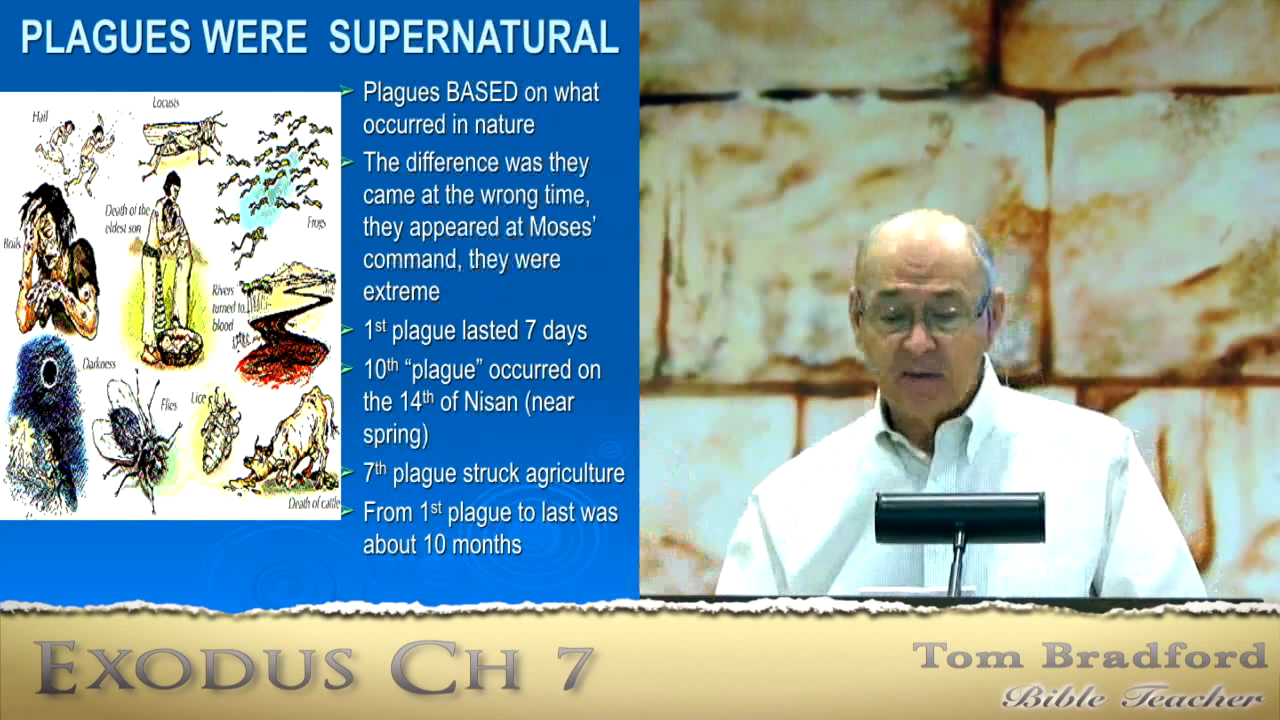 PLAGUES WERE SUPERNATURAL
Hail
Locusts
Frogs
Boils
Death of the
eldest son
Rivers
turned to
blood
Darkness
Flies
Lice
Death of cattle
Plagues BASED on what
occurred in nature
The difference was they
came at the wrong time,
they appeared at Moses’
command, they were
extreme
1st plague lasted 7 days
10th “plague” occurred on
the 14th of Nisan (near
spring)
7th plague struck agriculture
From 1st plague to last was
about 10 months
Exodus Ch 7
Tom Bradford
Bible Teacher